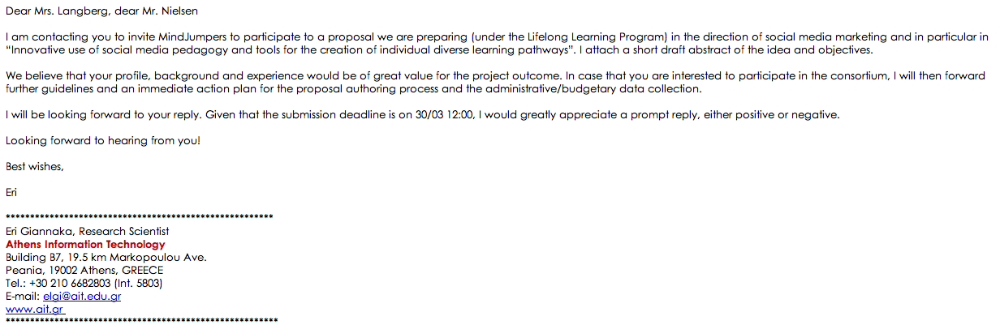 Dear Mrs. Langberg, dear Mr. Nielsen
I am contacting you to invite MindJumpers to participate to a proposal we are preparing (under the Lifelong Learning Program) in the direction of social media marketing and in particular in
“Innovative use of social media pedagogy and tools for the creation of individual diverse learning pathways”. I attach a short draft abstract of the idea and objectives.
We believe that your profile, background and experience would be of great value for the project outcome. In case that you are interested to participate in the consortium, I will then forward
further guidelines and an immediate action plan for the proposal authoring process and the administrative/budgetary data collection.
I will be looking forward to your reply. Given that the submission deadline is on 30/03 12:00, I would greatly appreciate a prompt reply, either positive or negative.
Looking forward to hearing from you!
Best wishes,
Eri
*******************************************************
Eri Giannaka, Research Scientist
Athens Information Technology
Building B7, 19.5 km Markopoulou Ave.
Peania, 19002 Athens, GREECE
Tel.: +30 210 6682803 (Int. 5803)
E-mail: elgi@ait.edu.gr
www.ait.gr
********************************************************